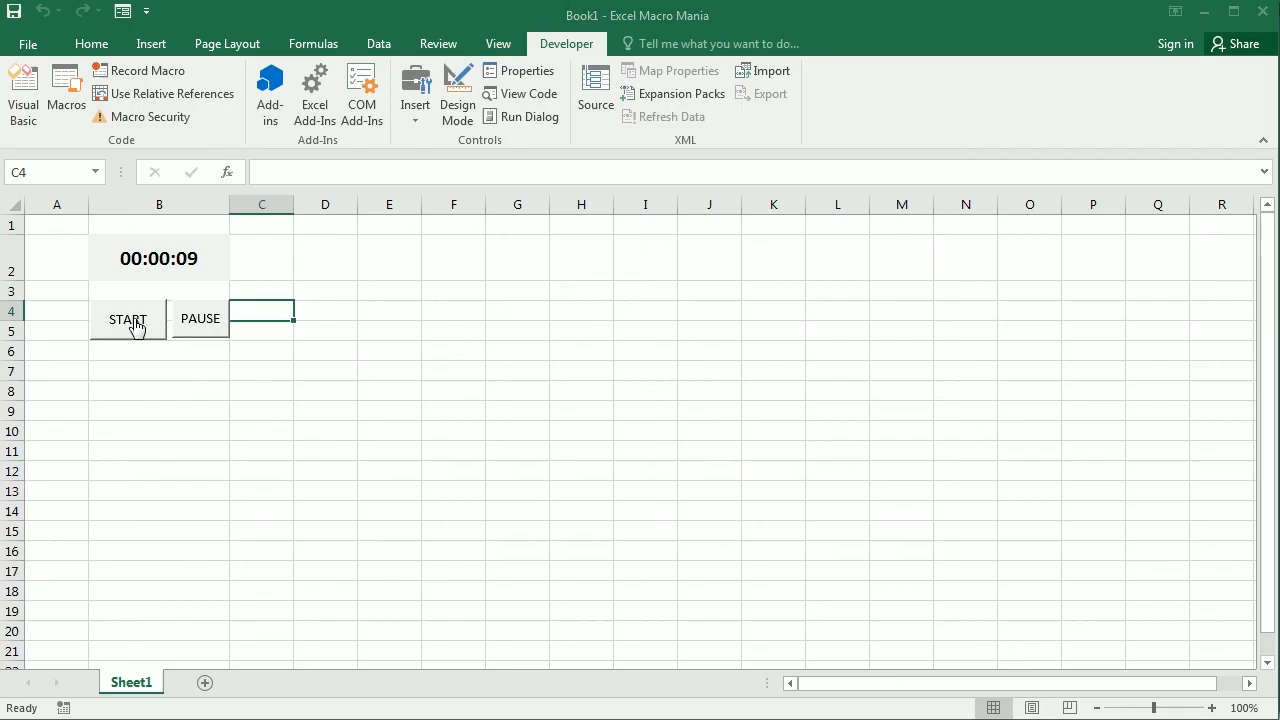 Book1 - Excel Macro Mania
File Home Insert Page Layout Formulas Data Review View Developer Tell me what you want to do... Sign in Share
Visual Basic
Macros
Record Macro
Use Relative References
Macro Security
Code
Add-ins
Excel Add-Ins
COM Add-Ins
Add-Ins
Insert
Design Mode
Properties
View Code
Run Dialog
Controls
Source
Map Properties
Expansion Packs
Refresh Data
Import
Export
XML
C4
fx
A B C D E F G H I J K L M N O P Q R
1
2 00:00:09
3
4 START PAUSE
5
6
7
8
9
10
11
12
13
14
15
16
17
18
19
20
21
Sheet1
Ready
100%